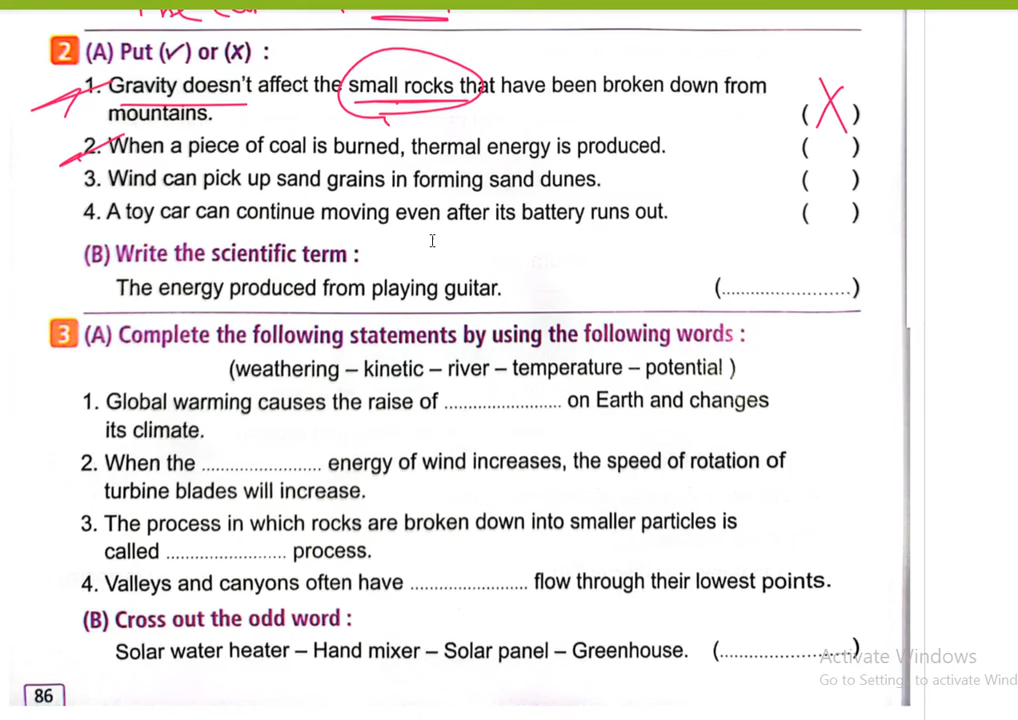 2 (A) Put (✓) or (X) :
1. Gravity doesn't affect the small rocks that have been broken down from
mountains. ( X )
2. When a piece of coal is burned, thermal energy is produced. ( )
3. Wind can pick up sand grains in forming sand dunes. ( )
4. A toy car can continue moving even after its battery runs out. ( )
(B) Write the scientific term :
The energy produced from playing guitar. (........................)
3 (A) Complete the following statements by using the following words :
(weathering – kinetic – river – temperature – potential )
1. Global warming causes the raise of ........................ on Earth and changes
its climate.
2. When the ........................ energy of wind increases, the speed of rotation of
turbine blades will increase.
3. The process in which rocks are broken down into smaller particles is
called ........................ process.
4. Valleys and canyons often have ........................ flow through their lowest points.
(B) Cross out the odd word :
Solar water heater – Hand mixer – Solar panel – Greenhouse. (........................)
Activate Windows
Go to Settings to activate Wind
86